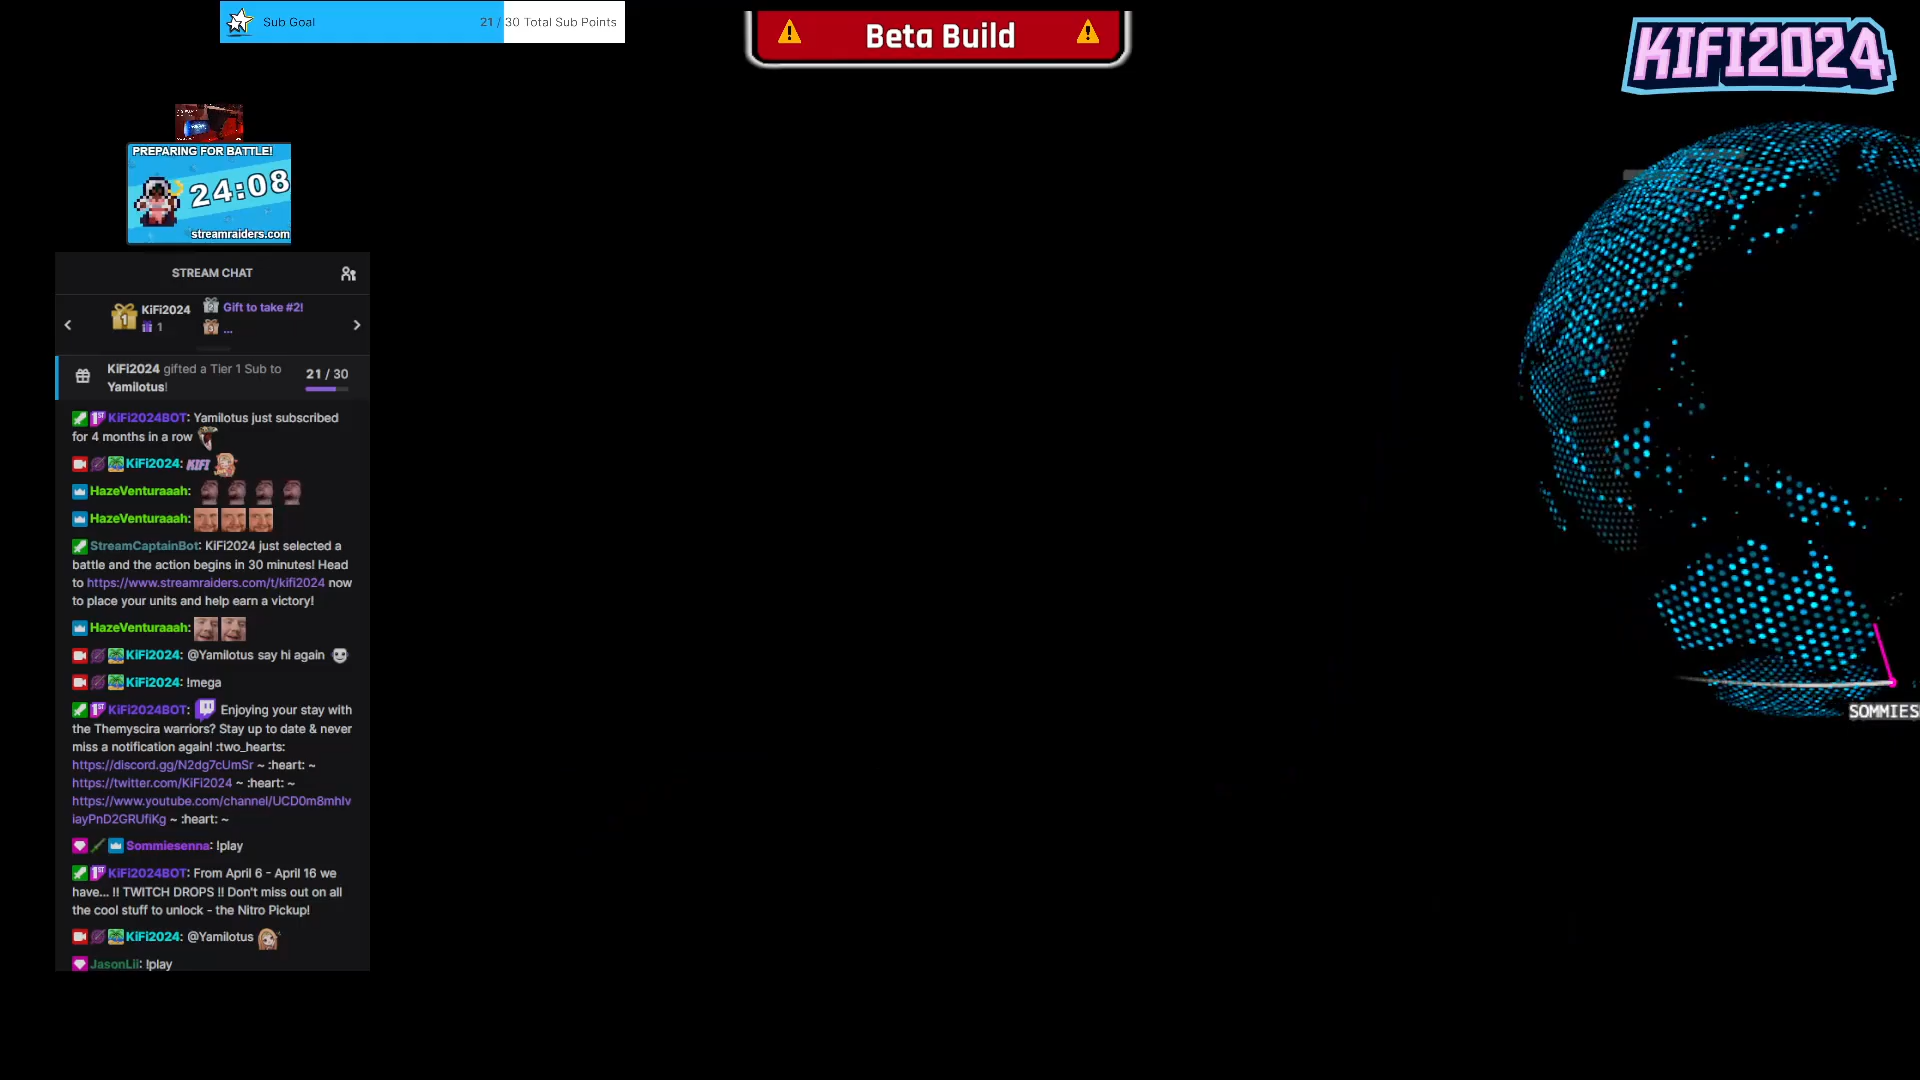 Sub Goal
21 / 30 Total Sub Points
Beta Build
KIFI2024
PREPARING FOR BATTLE!
24:08
streamraiders.com
STREAM CHAT
1
KiFi2024
1
Gift to take #2!
...
KiFi2024 gifted a Tier 1 Sub to
Yamilotus!
21 / 30
KiFi2024BOT: Yamilotus just subscribed
for 4 months in a row
KiFi2024: KIFI
HazeVenturaaah:
HazeVenturaaah:
StreamCaptainBot: KiFi2024 just selected a
battle and the action begins in 30 minutes! Head
to https://www.streamraiders.com/t/kifi2024 now
to place your units and help earn a victory!
HazeVenturaaah:
KiFi2024: @Yamilotus say hi again
KiFi2024: !mega
KiFi2024BOT: Enjoying your stay with
the Themyscira warriors? Stay up to date & never
miss a notification again! :two_hearts:
https://discord.gg/N2dg7cUmSr ~ :heart: ~
https://twitter.com/KiFi2024 ~ :heart: ~
https://www.youtube.com/channel/UCD0m8mhIv
iayPnD2GRUfiKg ~ :heart: ~
Sommiesenna: !play
KiFi2024BOT: From April 6 - April 16 we
have... !! TWITCH DROPS !! Don't miss out on all
the cool stuff to unlock - the Nitro Pickup!
KiFi2024: @Yamilotus
JasonLii: !play
SOMMIES